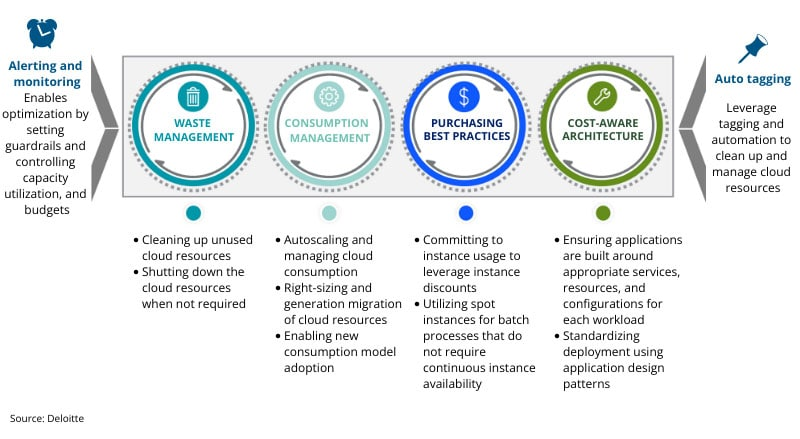 Alerting and
monitoring
Enables
optimization by
setting
guardrails and
controlling
capacity
utilization, and
budgets
WASTE
MANAGEMENT
CONSUMPTION
MANAGEMENT
$
PURCHASING
BEST PRACTICES
COST-AWARE
ARCHITECTURE
Auto tagging
Leverage
tagging and
automation to
clean up and
manage cloud
resources
• Cleaning up unused
cloud resources
• Shutting down the
cloud resources
when not required
• Autoscaling and
managing cloud
consumption
• Right-sizing and
generation migration
of cloud resources
• Enabling new
consumption model
adoption
• Committing to
instance usage to
leverage instance
discounts
• Utilizing spot
instances for batch
processes that do
not require
continuous instance
availability
• Ensuring applications
are built around
appropriate services,
resources, and
configurations for
each workload
• Standardizing
deployment using
application design
patterns
Source: Deloitte